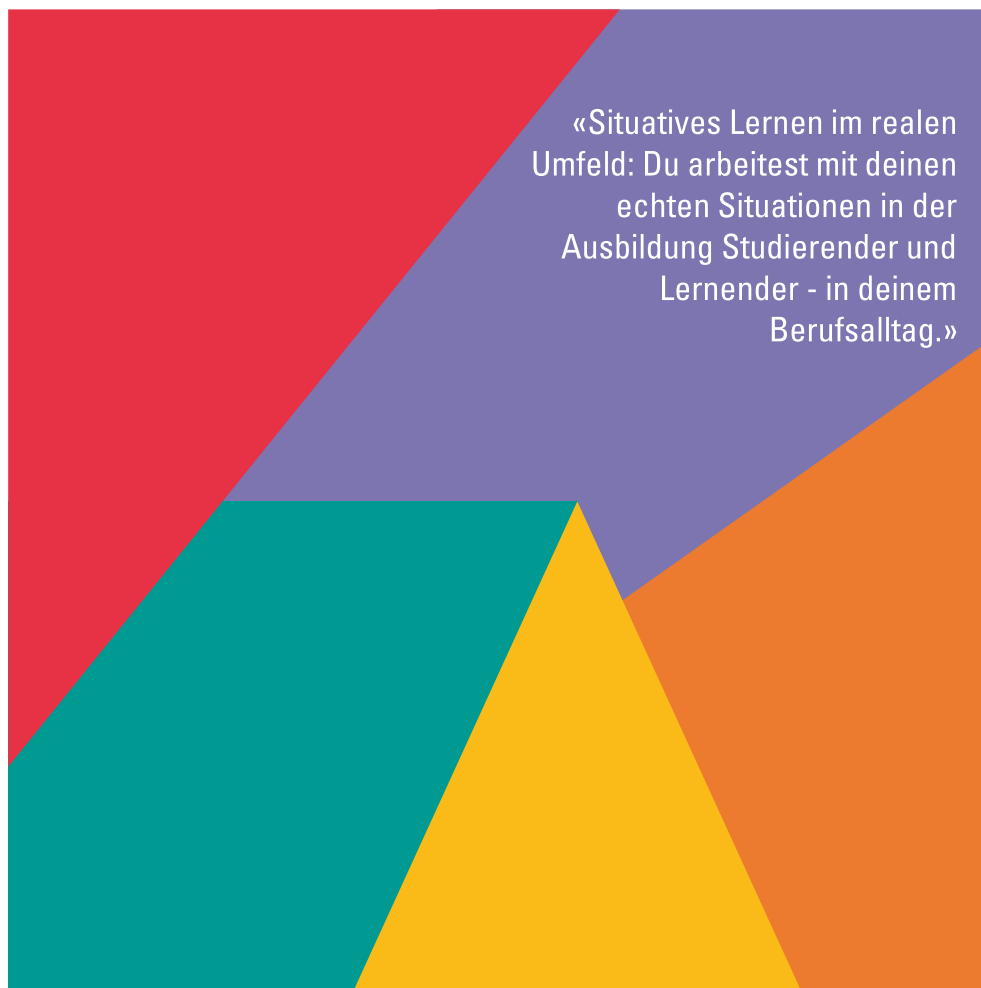 «Situatives Lernen im realen
Umfeld: Du arbeitest mit deinen
echten Situationen in der
Ausbildung Studierender und
Lernender - in deinem
Berufsalltag.»